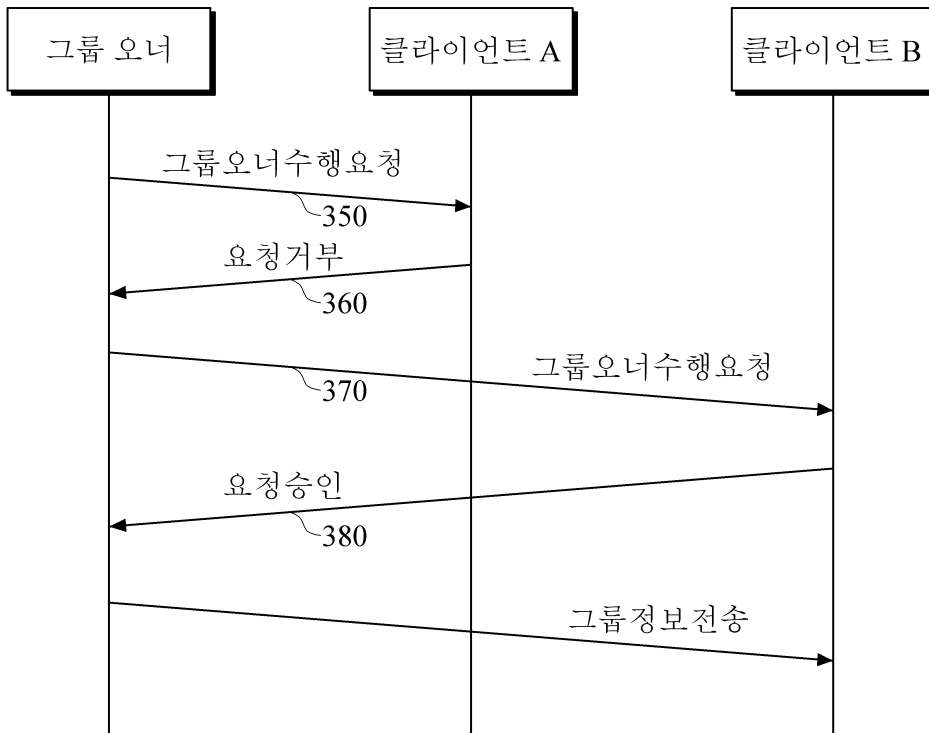 그룹 오너
클라이언트 A
클라이언트 B
그룹오너수행요청
350
요청거부
360
그룹오너수행요청
370
요청승인
380
그룹정보전송